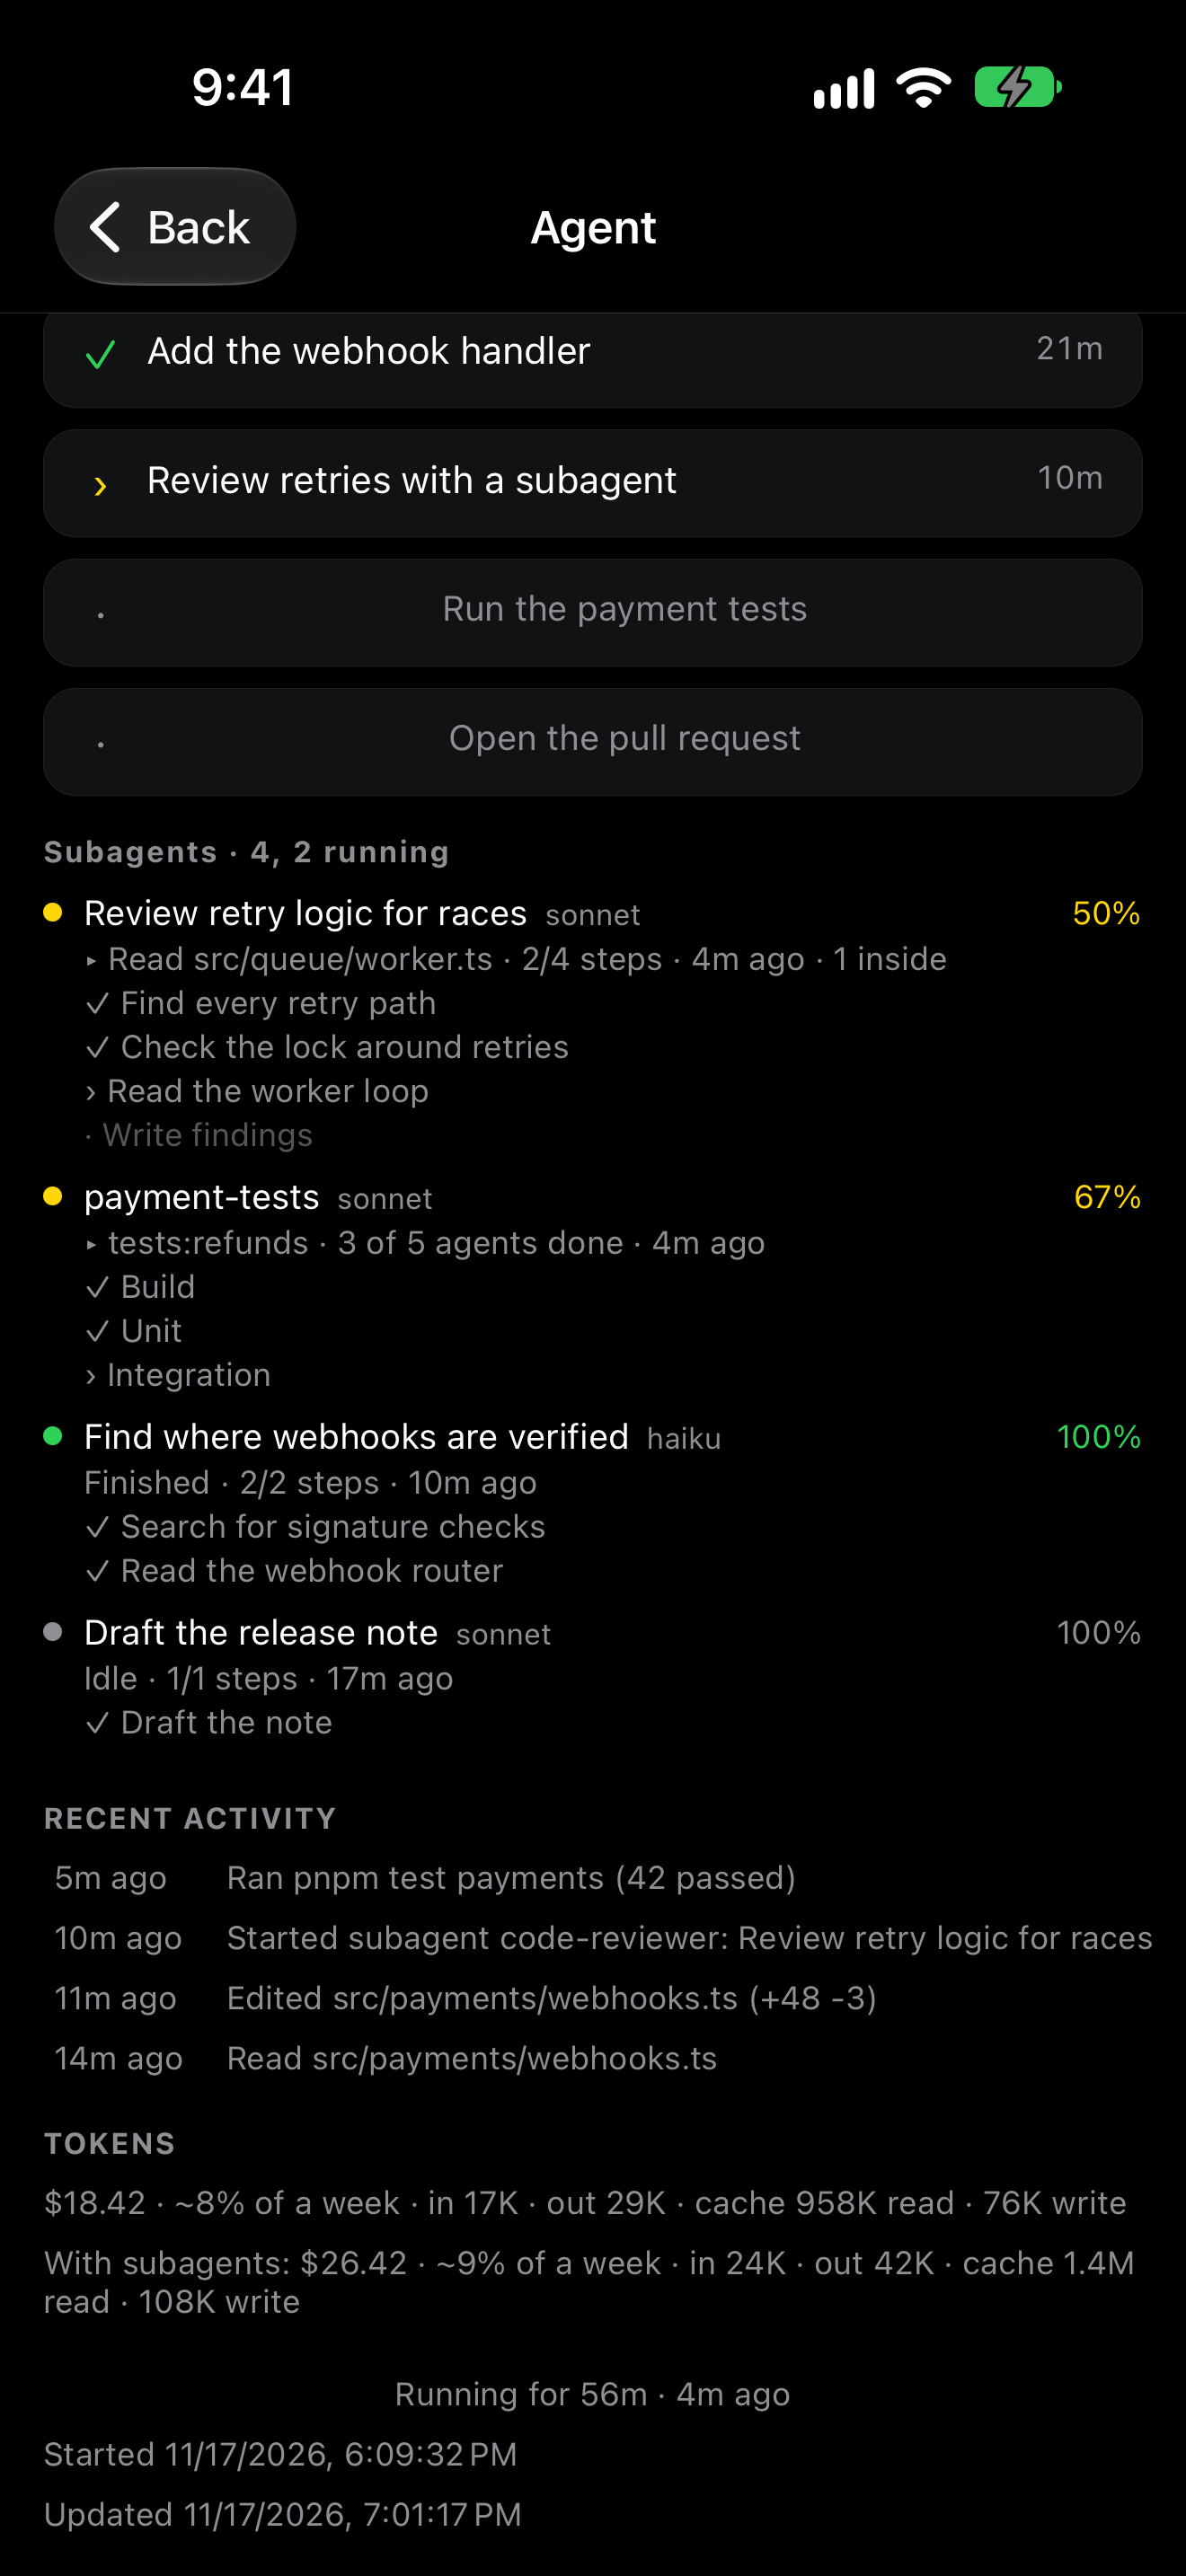 9:41
Back
Agent
✓ Add the webhook handler 21m
› Review retries with a subagent 10m
· Run the payment tests
· Open the pull request
Subagents · 4, 2 running
Review retry logic for races sonnet 50%
▸ Read src/queue/worker.ts · 2/4 steps · 4m ago · 1 inside
✓ Find every retry path
✓ Check the lock around retries
› Read the worker loop
· Write findings
payment-tests sonnet 67%
▸ tests:refunds · 3 of 5 agents done · 4m ago
✓ Build
✓ Unit
› Integration
Find where webhooks are verified haiku 100%
Finished · 2/2 steps · 10m ago
✓ Search for signature checks
✓ Read the webhook router
Draft the release note sonnet 100%
Idle · 1/1 steps · 17m ago
✓ Draft the note
RECENT ACTIVITY
5m ago Ran pnpm test payments (42 passed)
10m ago Started subagent code-reviewer: Review retry logic for races
11m ago Edited src/payments/webhooks.ts (+48 -3)
14m ago Read src/payments/webhooks.ts
TOKENS
$18.42 · ~8% of a week · in 17K · out 29K · cache 958K read · 76K write
With subagents: $26.42 · ~9% of a week · in 24K · out 42K · cache 1.4M
read · 108K write
Running for 56m · 4m ago
Started 11/17/2026, 6:09:32 PM
Updated 11/17/2026, 7:01:17 PM